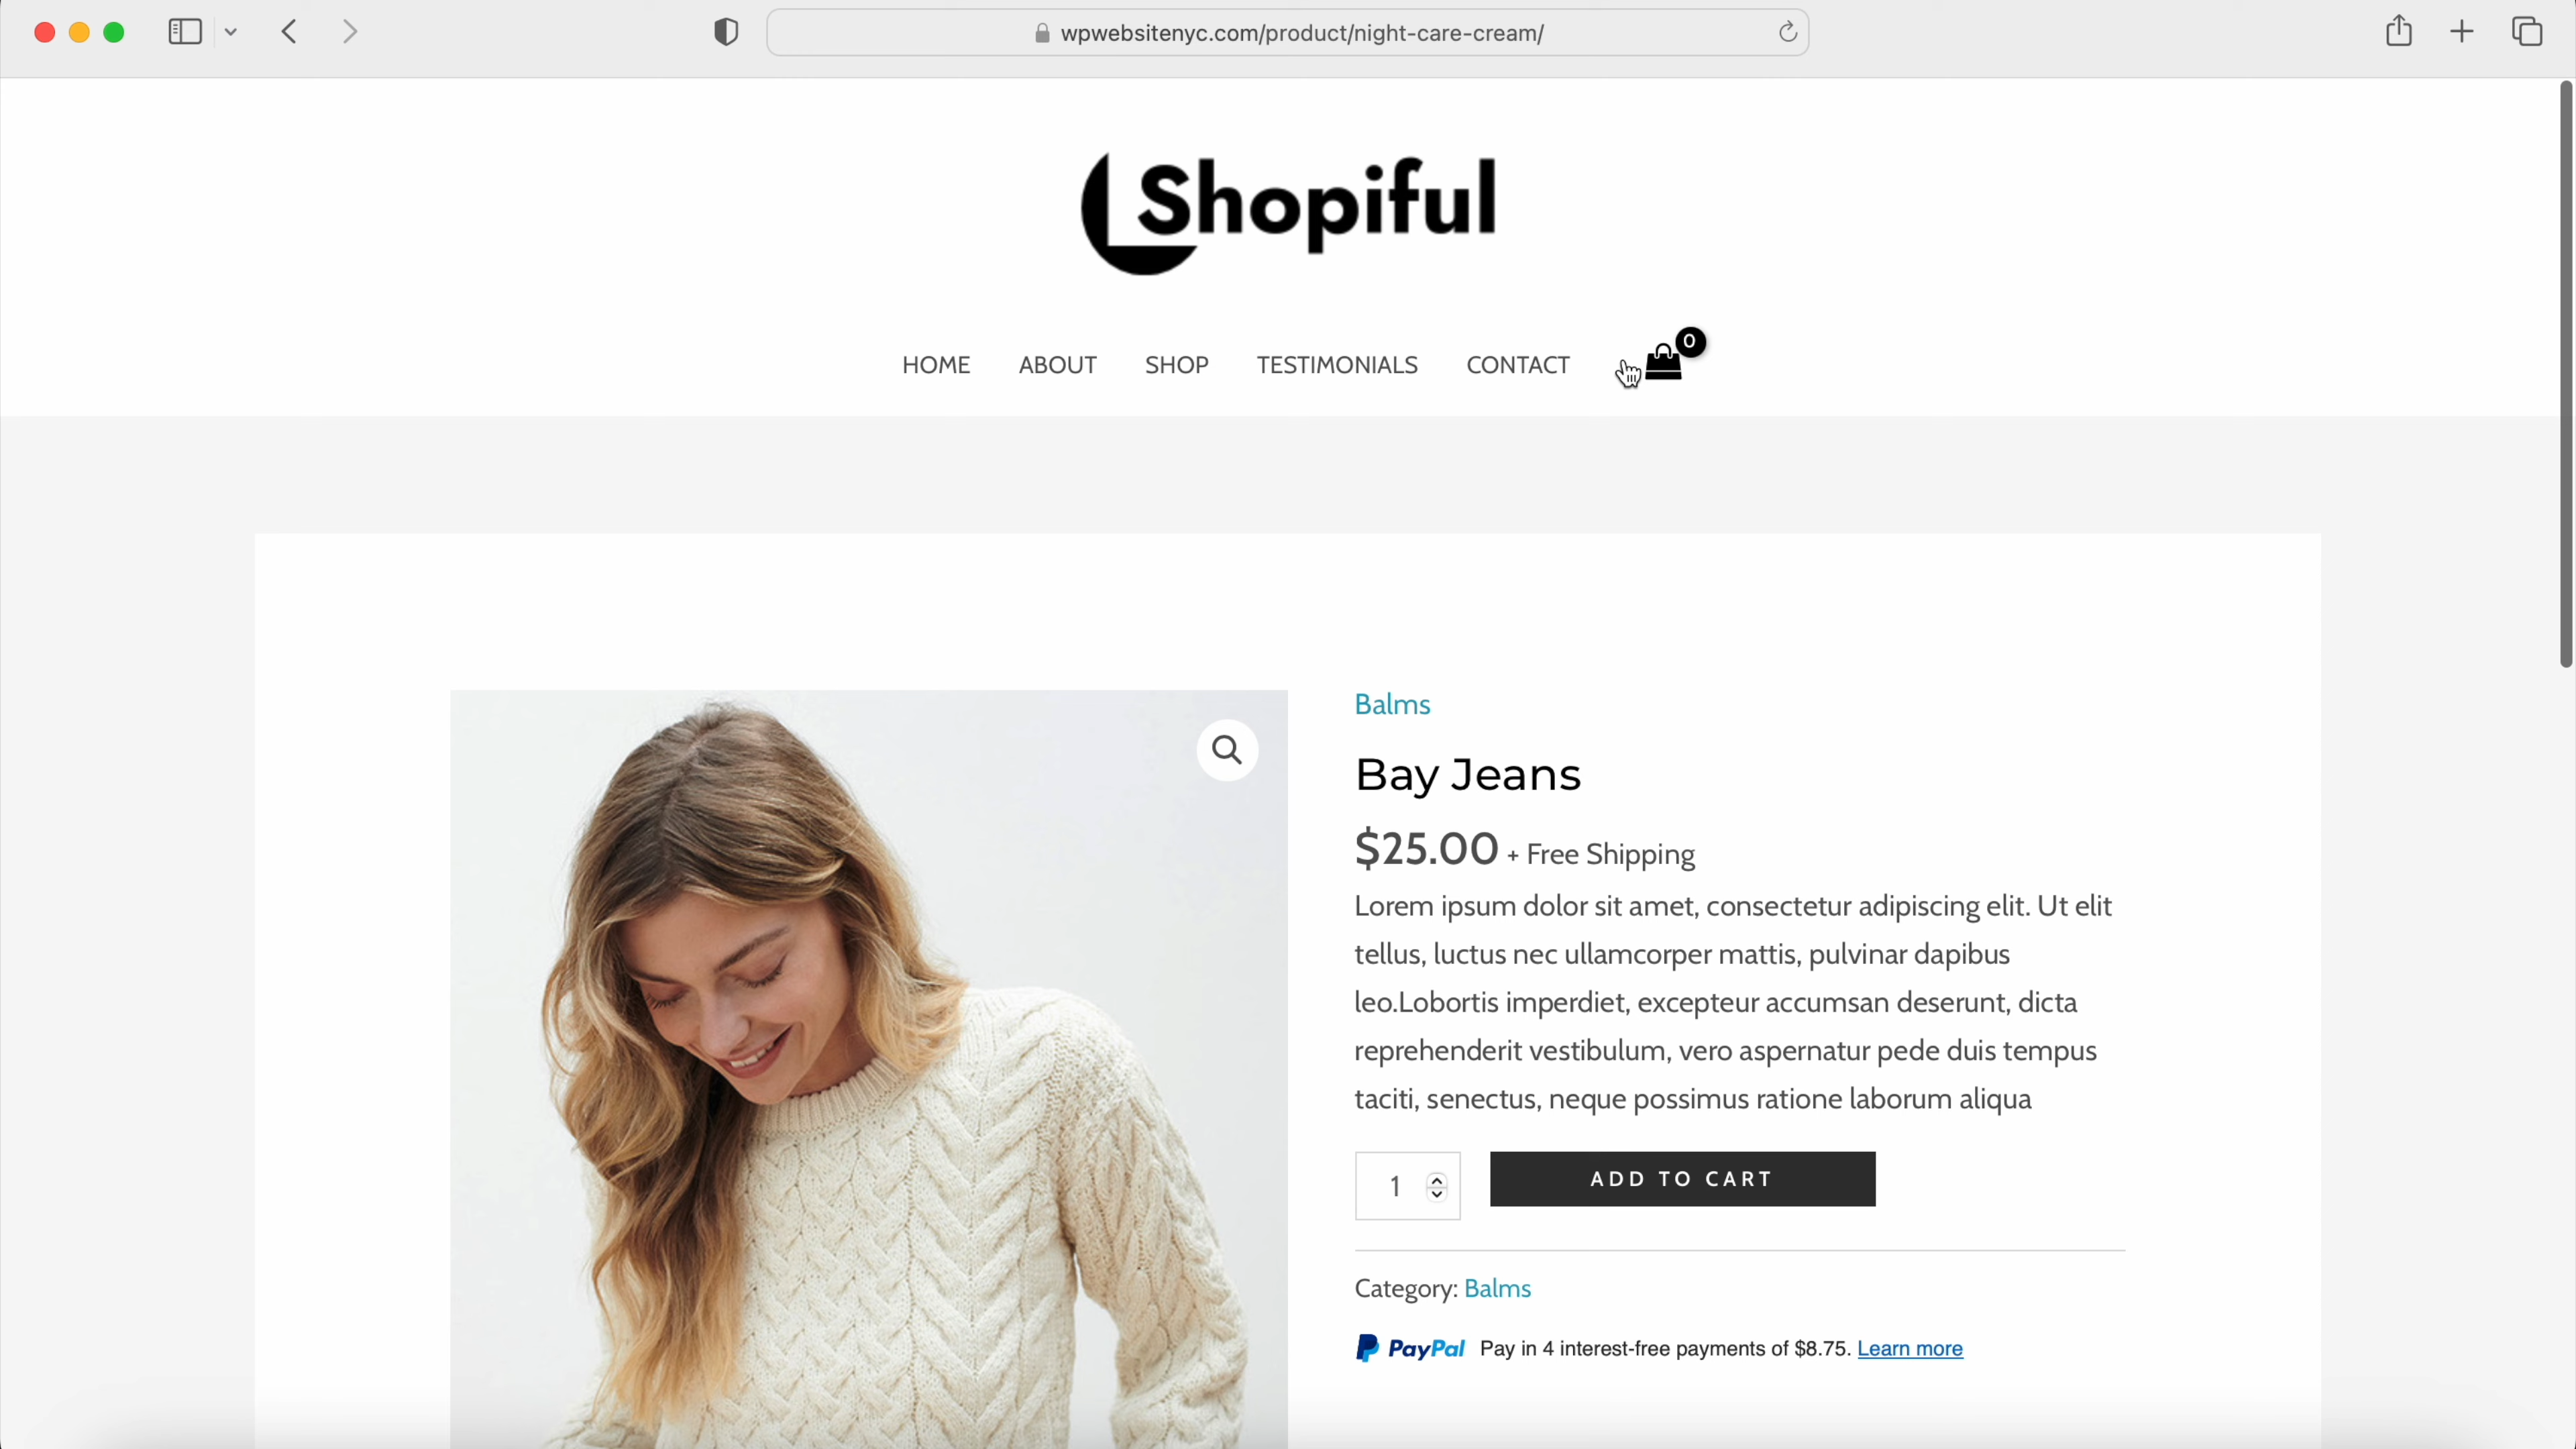 wpwebsitenyc.com/product/night-care-cream/
Shopiful
HOME ABOUT SHOP TESTIMONIALS CONTACT 0
Balms
Bay Jeans
$25.00 + Free Shipping
Lorem ipsum dolor sit amet, consectetur adipiscing elit. Ut elit
tellus, luctus nec ullamcorper mattis, pulvinar dapibus
leo.Lobortis imperdiet, excepteur accumsan deserunt, dicta
reprehenderit vestibulum, vero aspernatur pede duis tempus
taciti, senectus, neque possimus ratione laborum aliqua
1 ADD TO CART
Category: Balms
PayPal Pay in 4 interest-free payments of $8.75. Learn more